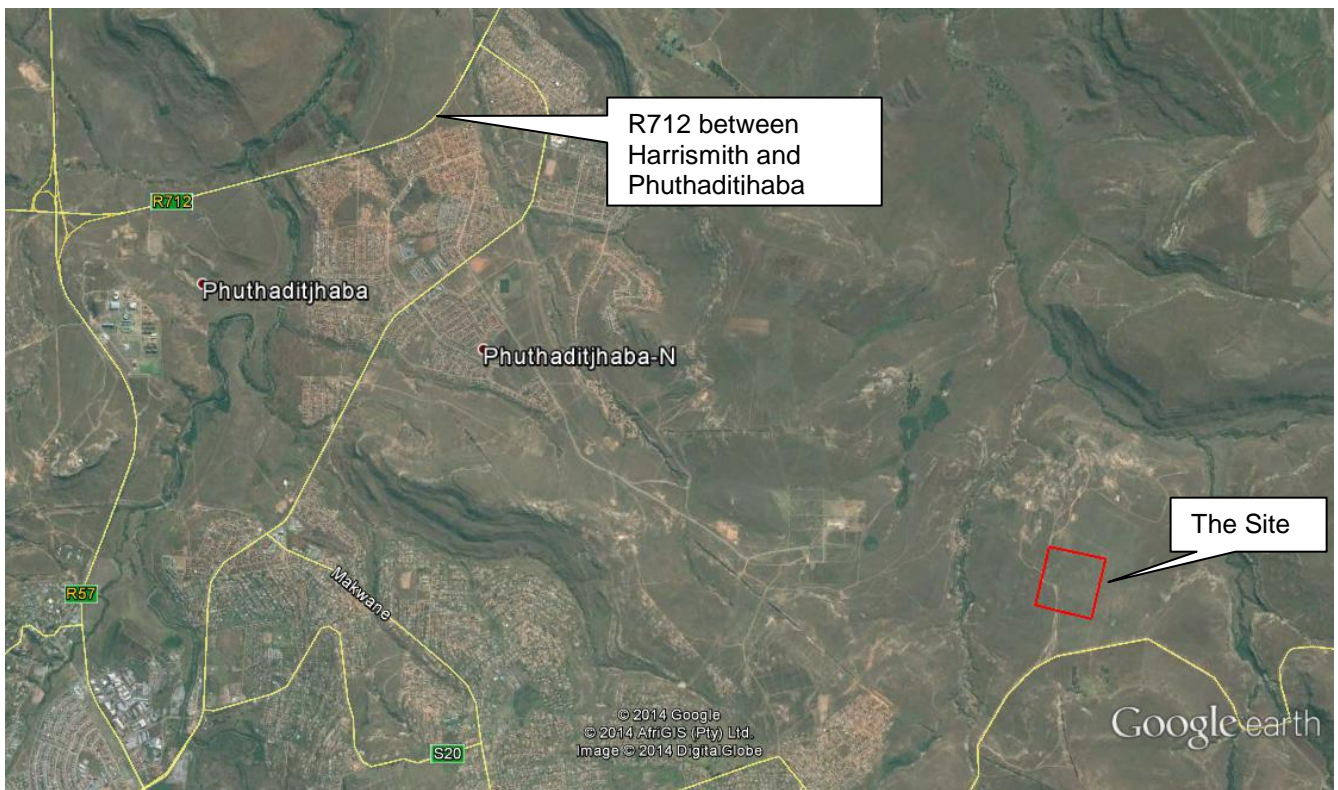 R712 between
Harrismith and
Phuthaditjhaba
R712
Phuthaditjhaba
Phuthaditjhaba-N
The Site
Makwane
R57
© 2014 Google
© 2014 AfriGIS (Pty) Ltd.
Image © 2014 DigitalGlobe
Google earth
S20